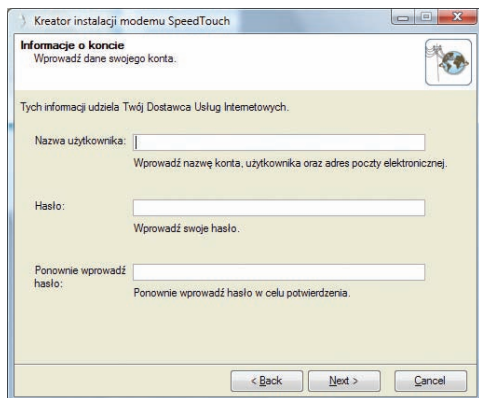 Kreator instalacji modemu SpeedTouch
Informacje o koncie
Wprowadź dane swojego konta.
Tych informacji udziela Twój Dostawca Usług Internetowych.
Nazwa użytkownika:
Wprowadź nazwę konta, użytkownika oraz adres poczty elektronicznej.
Hasło:
Wprowadź swoje hasło.
Ponownie wprowadź
hasło:
Ponownie wprowadź hasło w celu potwierdzenia.
< Back
Next >
Cancel